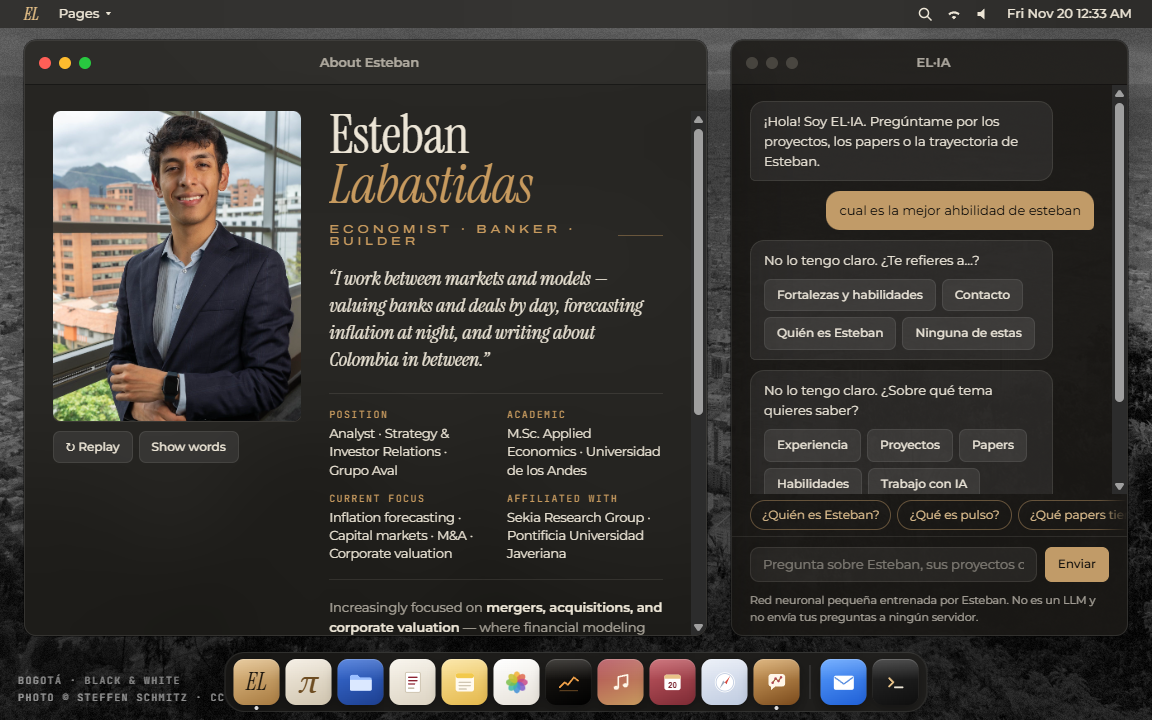 EL Pages
Fri Nov 20 12:33 AM
About Esteban
Esteban
Labastidas
ECONOMIST · BANKER ·
BUILDER
“I work between markets and models —
valuing banks and deals by day, forecasting
inflation at night, and writing about
Colombia in between.”
↻ Replay
Show words
POSITION
Analyst · Strategy &
Investor Relations ·
Grupo Aval
ACADEMIC
M.Sc. Applied
Economics · Universidad
de los Andes
CURRENT FOCUS
Inflation forecasting ·
Capital markets · M&A ·
Corporate valuation
AFFILIATED WITH
Sekia Research Group ·
Pontificia Universidad
Javeriana
Increasingly focused on mergers, acquisitions, and
corporate valuation — where financial modeling
EL·IA
¡Hola! Soy EL·IA. Pregúntame por los
proyectos, los papers o la trayectoria de
Esteban.
cual es la mejor ahbilidad de esteban
No lo tengo claro. ¿Te refieres a...?
Fortalezas y habilidades
Contacto
Quién es Esteban
Ninguna de estas
No lo tengo claro. ¿Sobre qué tema
quieres saber?
Experiencia
Proyectos
Papers
Habilidades
Trabajo con IA
¿Quién es Esteban?
¿Qué es pulso?
¿Qué papers tie
Pregunta sobre Esteban, sus proyectos o
Enviar
Red neuronal pequeña entrenada por Esteban. No es un LLM y
no envía tus preguntas a ningún servidor.
BOGOTÁ · BLACK & WHITE
PHOTO © STEFFEN SCHMITZ · CC
EL
π
20